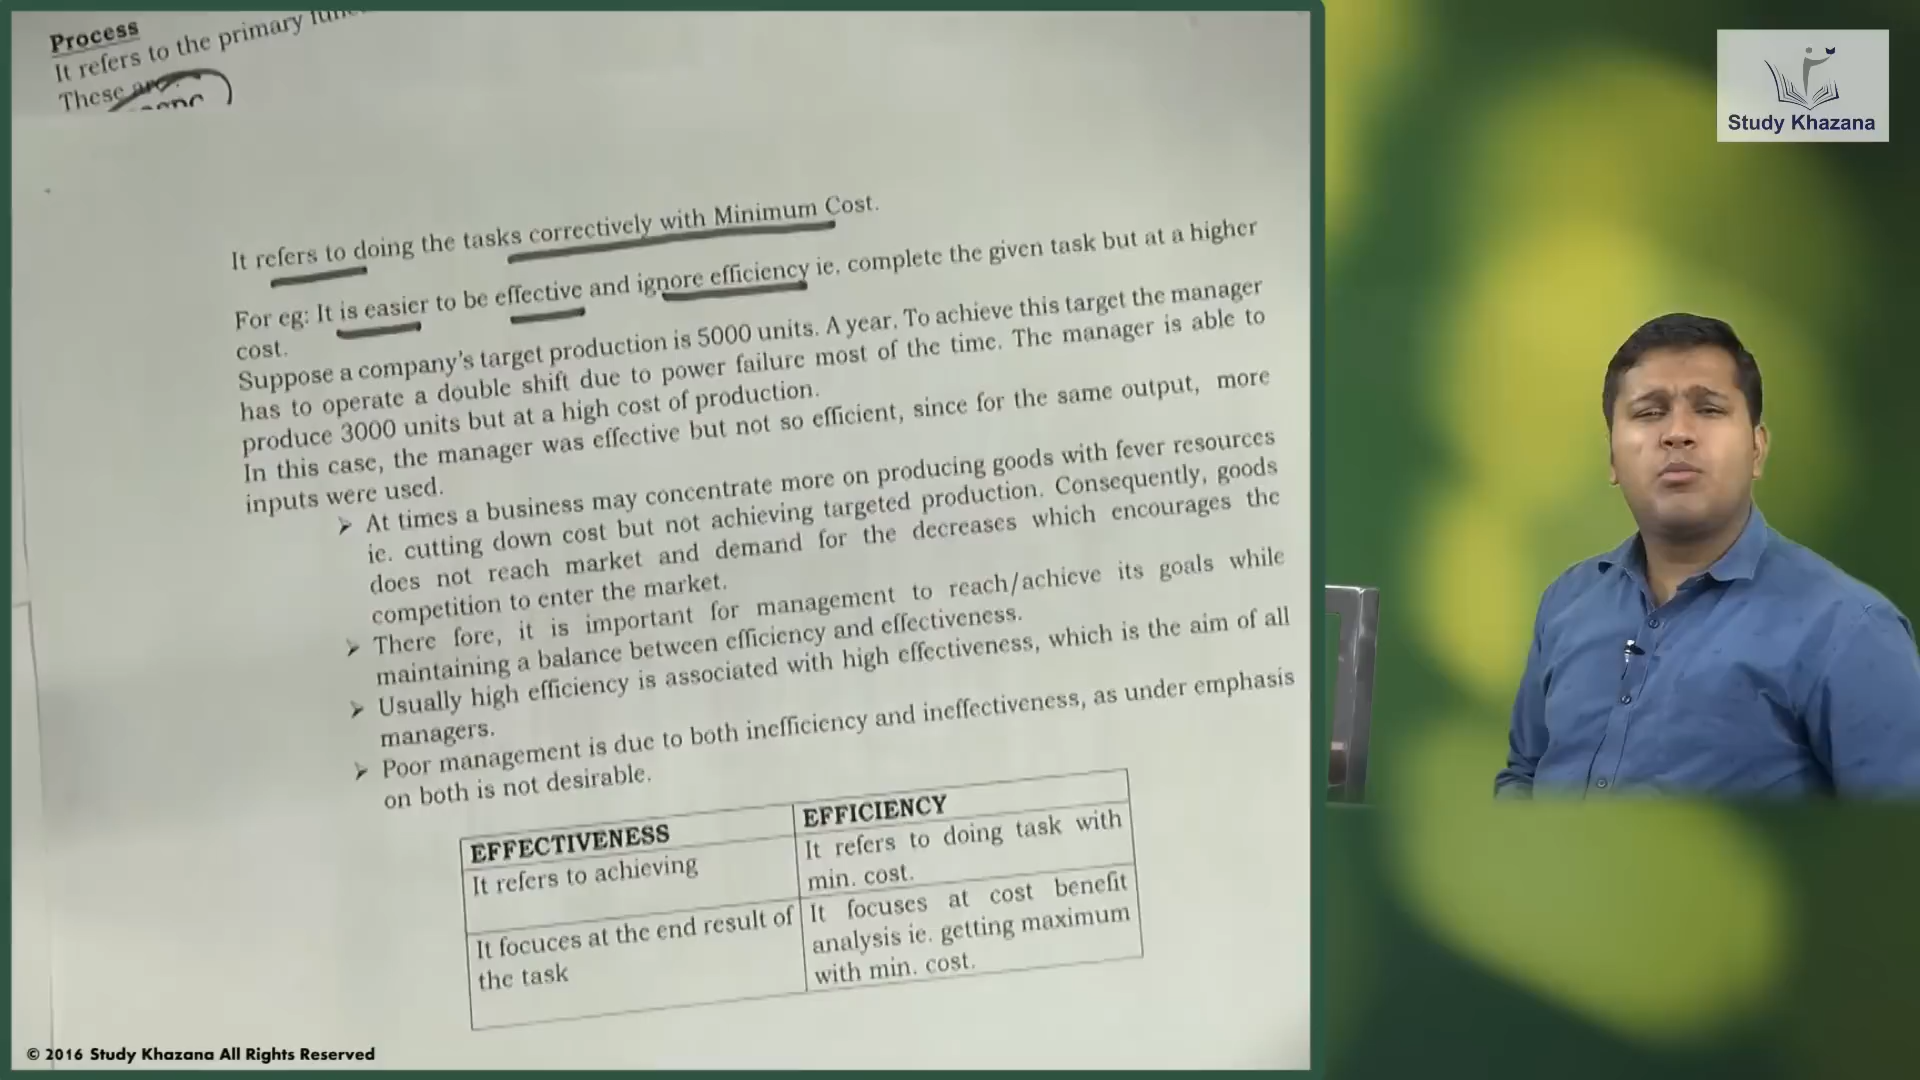 Process
It refers to the primary
These are
It refers to doing the tasks correctively with Minimum Cost.
For eg: It is easier to be effective and ignore efficiency ie. complete the given task but at a higher
cost.
Suppose a company's target production is 5000 units. A year. To achieve this target the manager
has to operate a double shift due to power failure most of the time. The manager is able to
produce 3000 units but at a high cost of production.
In this case, the manager was effective but not so efficient, since for the same output, more
inputs were used.
➢ At times a business may concentrate more on producing goods with fever resources
ie. cutting down cost but not achieving targeted production. Consequently, goods
does not reach market and demand for the decreases which encourages the
competition to enter the market.
➢ There fore, it is important for management to reach/achieve its goals while
maintaining a balance between efficiency and effectiveness.
➢ Usually high efficiency is associated with high effectiveness, which is the aim of all
managers.
➢ Poor management is due to both inefficiency and ineffectiveness, as under emphasis
on both is not desirable.
EFFECTIVENESS
It refers to achieving
It focuces at the end result of
the task
EFFICIENCY
It refers to doing task with
min. cost.
It focuses at cost benefit
analysis ie. getting maximum
with min. cost.
Study Khazana
© 2016 Study Khazana All Rights Reserved